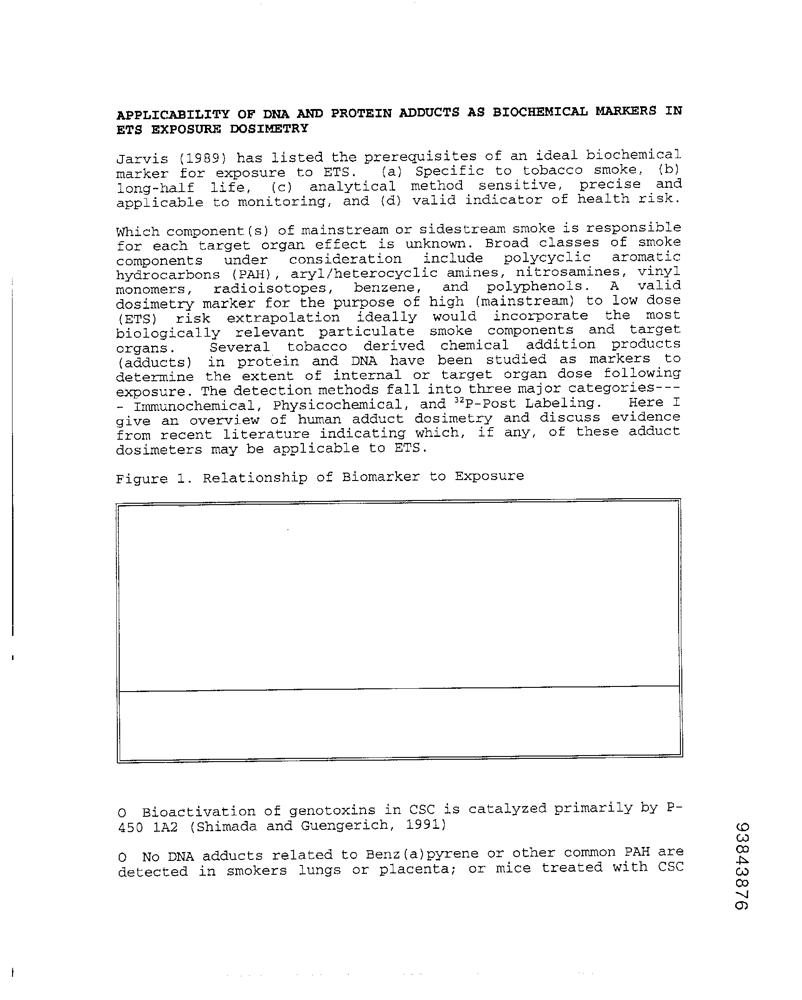 APPLICABILITY OF DNA AND PROTEIN ADDUCTS AS BIOCHEMICAL MARKERS IN
ETS EXPOSURE DOSIMETRY
Jarvis (1989) has listed the prerequisites of an ideal biochemical
marker for exposure to ETS. (a) Specific to tobacco smoke, (b)
long-half life, (c) analytical method sensitive, precise and
applicable to monitoring, and (d) valid indicator of health risk.
Which component(s) of mainstream or sidestream smoke is responsible
for each target organ effect is unknown. Broad classes of smoke
components under consideration include polycyclic aromatic
hydrocarbons (PAH), aryl/heterocyclic amines, nitrosamines, vinyl
monomers, radioisotopes, benzene, and polyphenols. A valid
dosimetry marker for the purpose of high (mainstream) to low dose
(ETS) risk extrapolation ideally would incorporate the most
biologically relevant particulate smoke components and target
organs. Several tobacco derived chemical addition products
(adducts) in protein and DNA have been studied as markers to
determine the extent of internal or target organ dose following
exposure. The detection methods fall into three major categories---
- Immunochemical, Physicochemical, and ³²P-Post Labeling. Here I
give an overview of human adduct dosimetry and discuss evidence
from recent literature indicating which, if any, of these adduct
dosimeters may be applicable to ETS.
Figure 1. Relationship of Biomarker to Exposure
O Bioactivation of genotoxins in CSC is catalyzed primarily by P-
450 1A2 (Shimada and Guengerich, 1991)
O No DNA adducts related to Benz(a)pyrene or other common PAH are
detected in smokers lungs or placenta; or mice treated with CSC
93843876